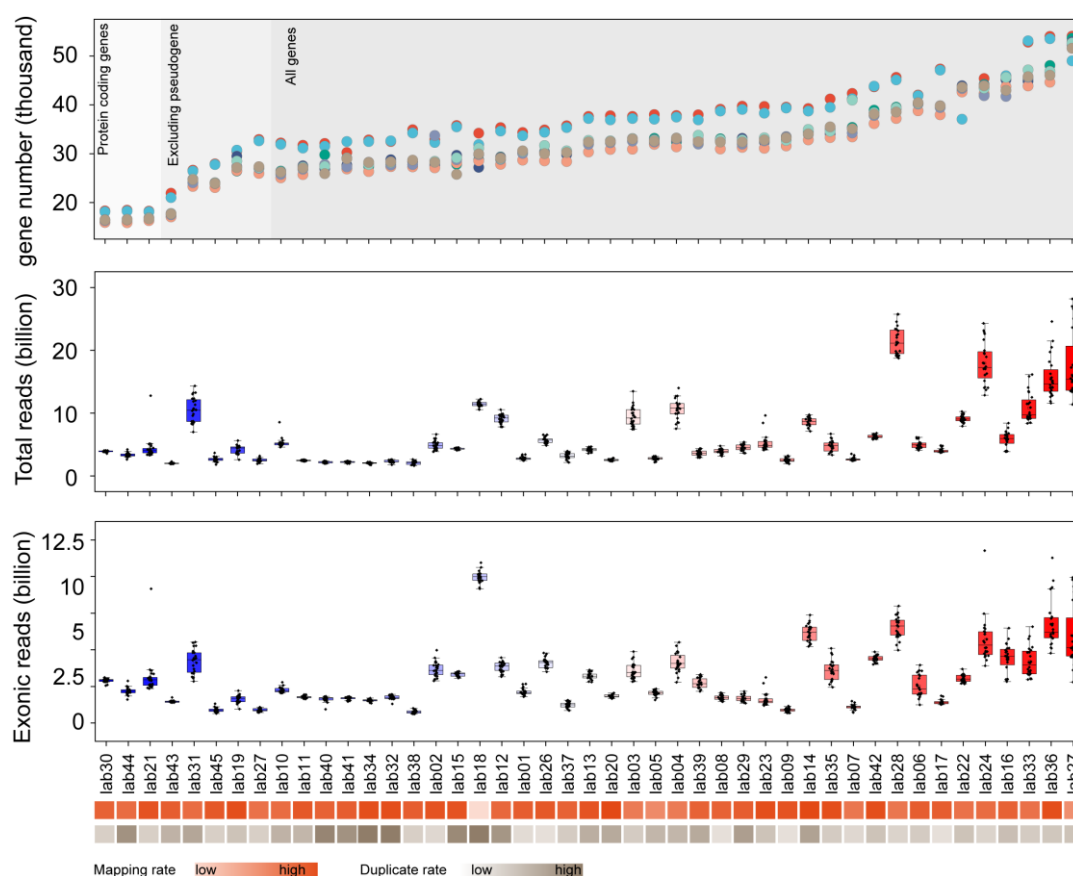 gene number (thousand)
50
40
30
20
Protein coding genes
Excluding pseudogene
All genes
Total reads (billion)
30
20
10
0
Exonic reads (billion)
12.5
10
5
2.5
0
lab30
lab44
lab21
lab43
lab31
lab45
lab19
lab27
lab10
lab11
lab40
lab41
lab34
lab32
lab38
lab02
lab15
lab18
lab12
lab01
lab26
lab37
lab13
lab20
lab03
lab05
lab04
lab39
lab08
lab29
lab23
lab09
lab14
lab35
lab07
lab42
lab28
lab06
lab17
lab22
lab24
lab16
lab33
lab36
Mapping rate low high Duplicate rate low high